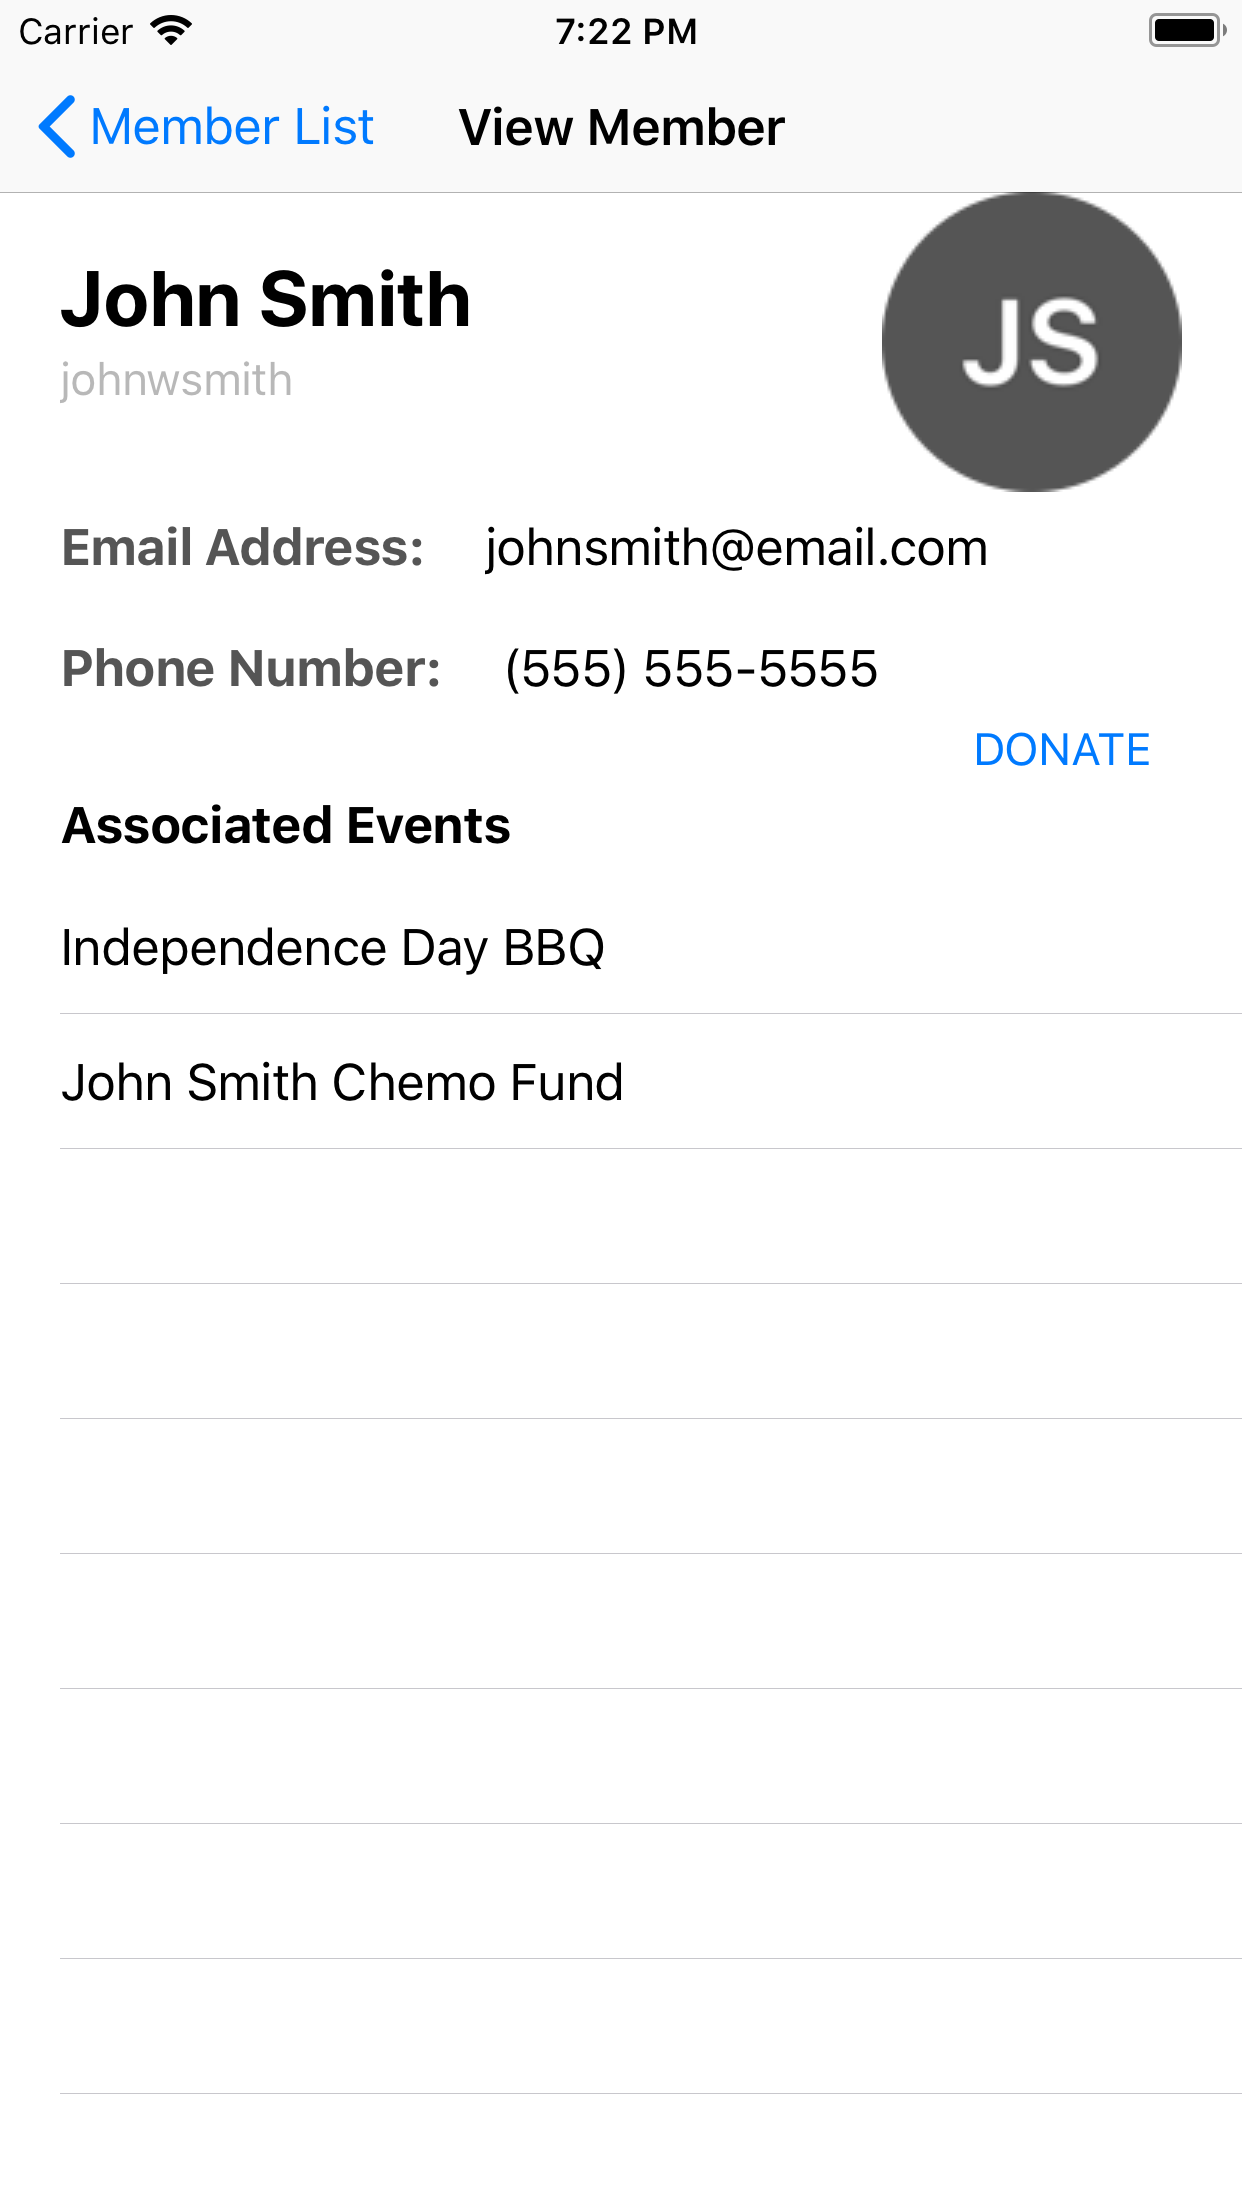 Carrier 7:22 PM
Member List View Member
John Smith
johnwsmith
JS
Email Address: johnsmith@email.com
Phone Number: (555) 555-5555
DONATE
Associated Events
Independence Day BBQ
John Smith Chemo Fund